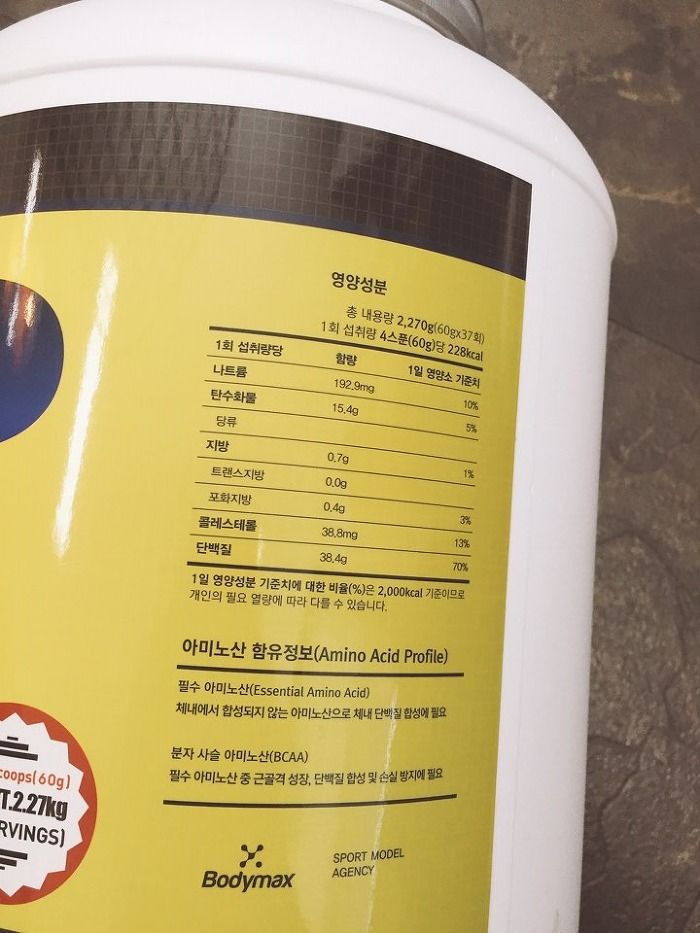 영양성분
총 내용량 2,270g(60gx37회)
1회 섭취량 4스푼(60g)당 228kcal
1회 섭취량당 함량 1일 영양소 기준치
나트륨 192.9mg 10%
탄수화물 15.4g 5%
당류
지방 0.7g 1%
트랜스지방 0.0g
포화지방 0.4g 3%
콜레스테롤 38.8mg 13%
단백질 38.4g 70%
1일 영양성분 기준치에 대한 비율(%)은 2,000kcal 기준이므로
개인의 필요 열량에 따라 다를 수 있습니다.
아미노산 함유정보(Amino Acid Profile)
필수 아미노산(Essential Amino Acid)
체내에서 합성되지 않는 아미노산으로 체내 단백질 합성에 필요
분자 사슬 아미노산(BCAA)
필수 아미노산 중 근골격 성장, 단백질 합성 및 손실 방지에 필요
coops(60g)
T.2.27kg
RVINGS)
Bodymax
SPORT MODEL
AGENCY